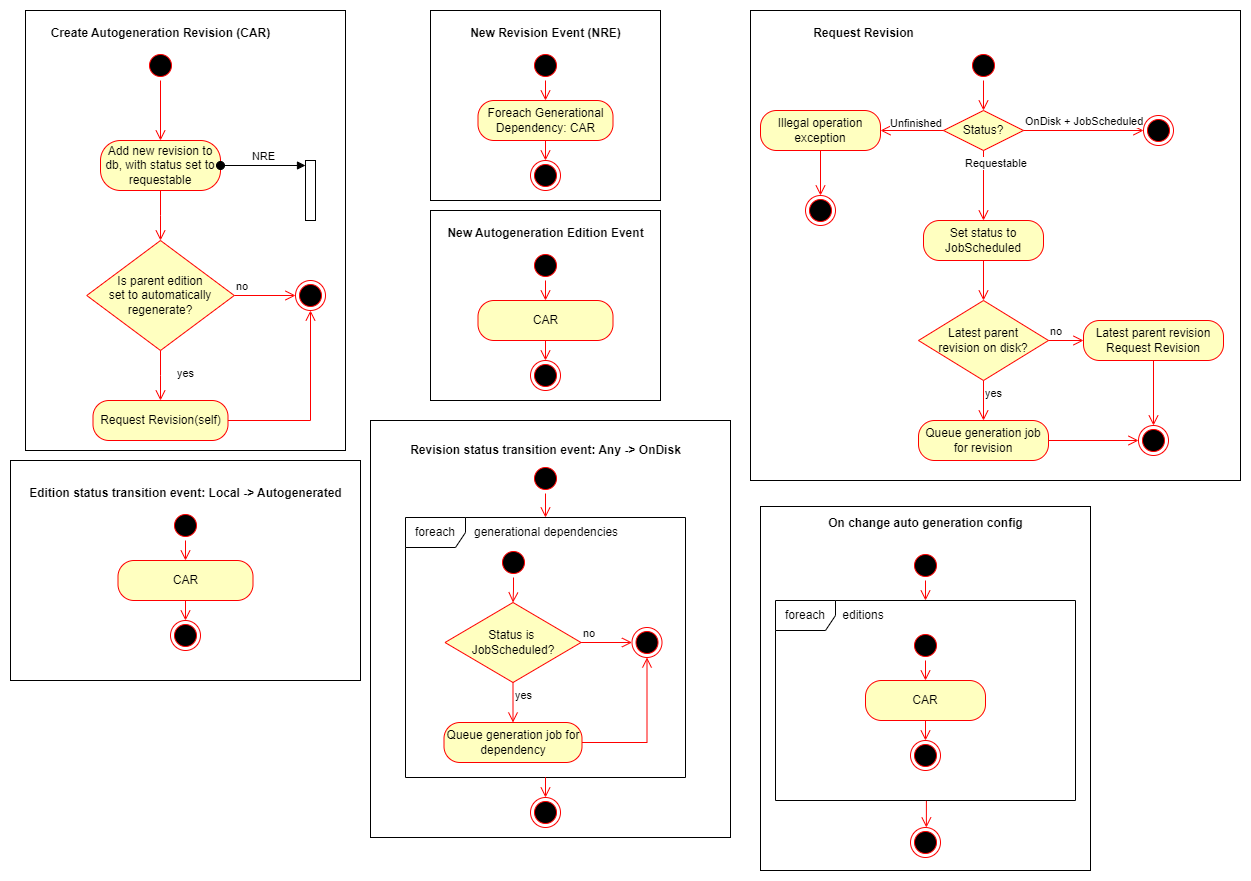 Create Autogeneration Revision (CAR)
Add new revision to
db, with status set to
requestable
NRE
Is parent edition
set to automatically
regenerate?
no
yes
Request Revision(self)
New Revision Event (NRE)
Foreach Generational
Dependency: CAR
New Autogeneration Edition Event
CAR
Request Revision
Status?
Unfinished
Illegal operation
exception
OnDisk + JobScheduled
Requestable
Set status to
JobScheduled
Latest parent
revision on disk?
no
Latest parent revision
Request Revision
yes
Queue generation job
for revision
Edition status transition event: Local -> Autogenerated
CAR
Revision status transition event: Any -> OnDisk
foreach
generational dependencies
Status is
JobScheduled?
no
yes
Queue generation job for
dependency
On change auto generation config
foreach
editions
CAR